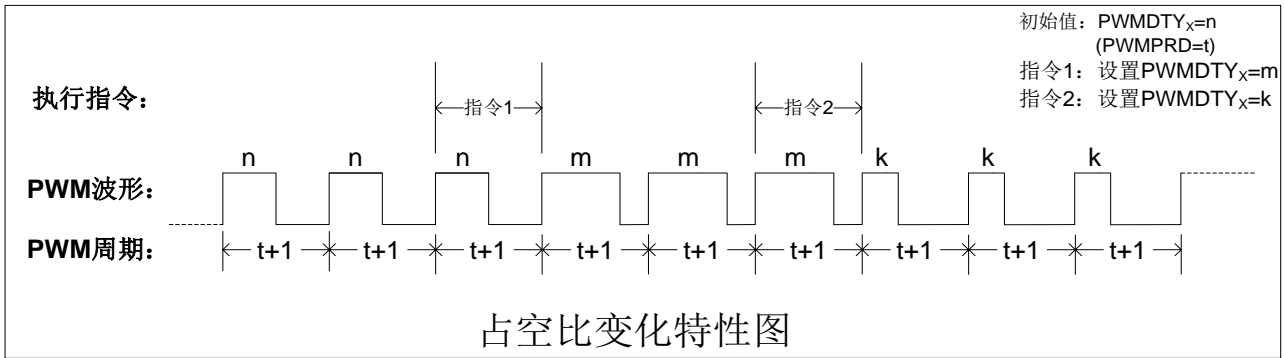 初始值：PWMDTYX=n
(PWMPRD=t)
指令1：设置PWMDTYX=m
指令2：设置PWMDTYX=k
执行指令：
指令1
指令2
n n n m m m k k k
PWM波形：
PWM周期：
t+1 t+1 t+1 t+1 t+1 t+1 t+1 t+1 t+1
占空比变化特性图